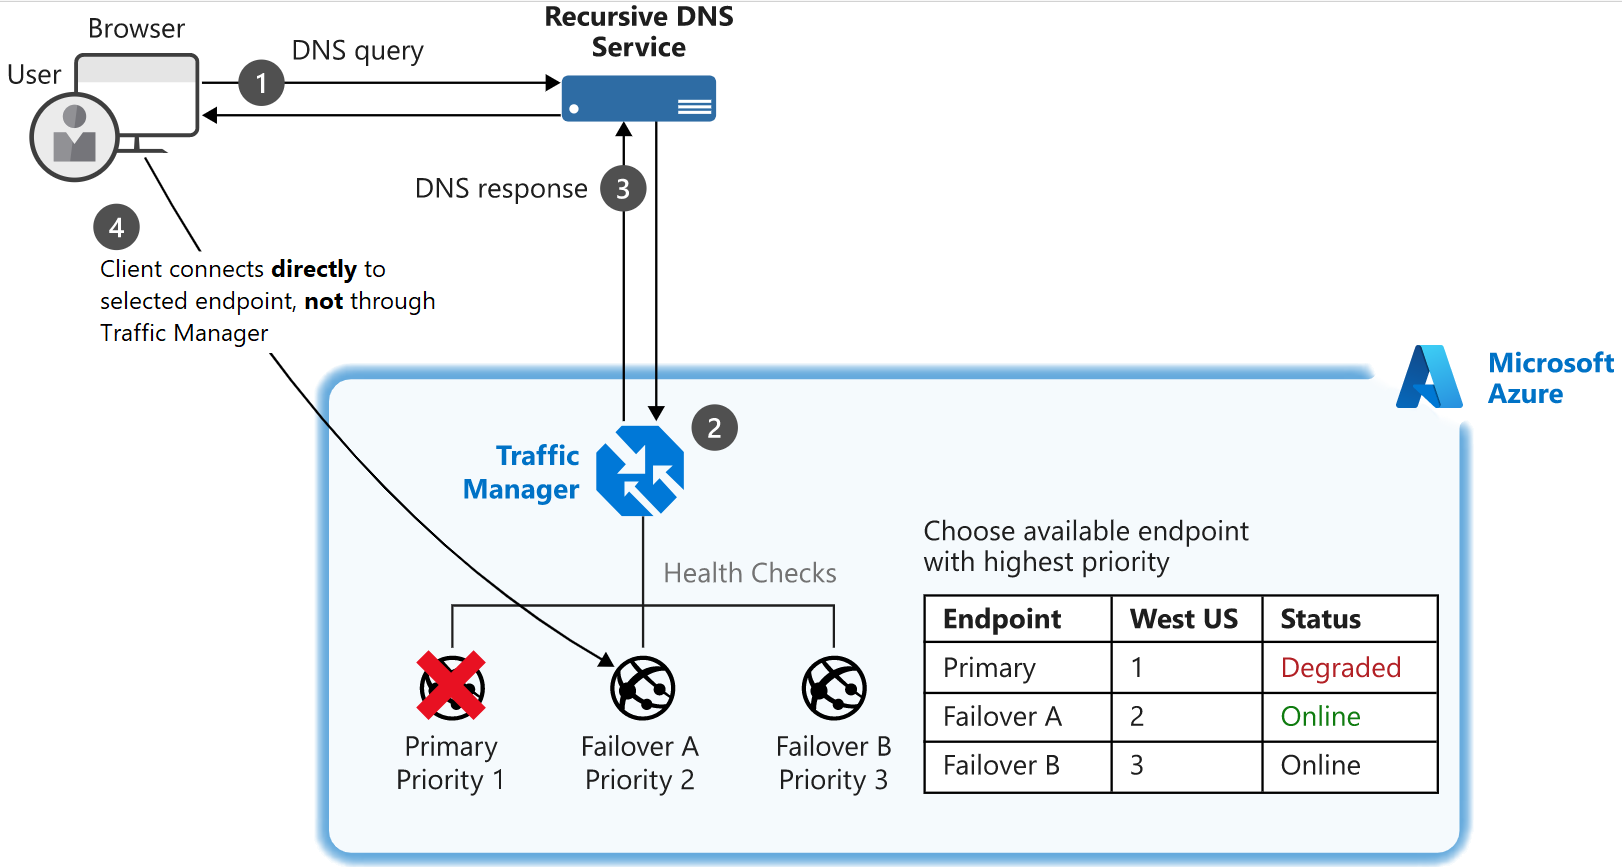 Recursive DNS
Service
Browser
DNS query
User
1
DNS response
3
4
Client connects directly to
selected endpoint, not through
Traffic Manager
Microsoft
Azure
2
Traffic
Manager
Choose available endpoint
with highest priority
Health Checks
Endpoint West US Status
Primary 1 Degraded
Failover A 2 Online
Failover B 3 Online
Primary
Priority 1
Failover A
Priority 2
Failover B
Priority 3